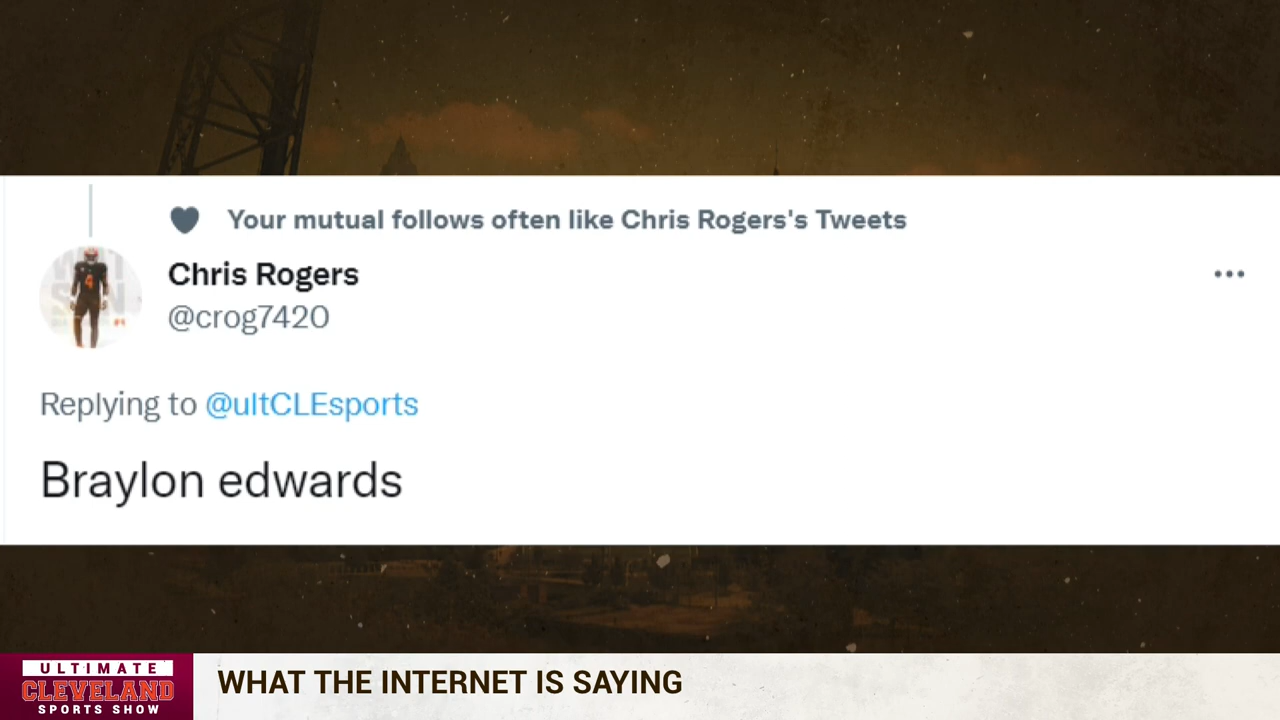 Your mutual follows often like Chris Rogers's Tweets
Chris Rogers
@crog7420
Replying to @ultCLEsports
Braylon edwards
ULTIMATE
CLEVELAND
SPORTS SHOW
WHAT THE INTERNET IS SAYING